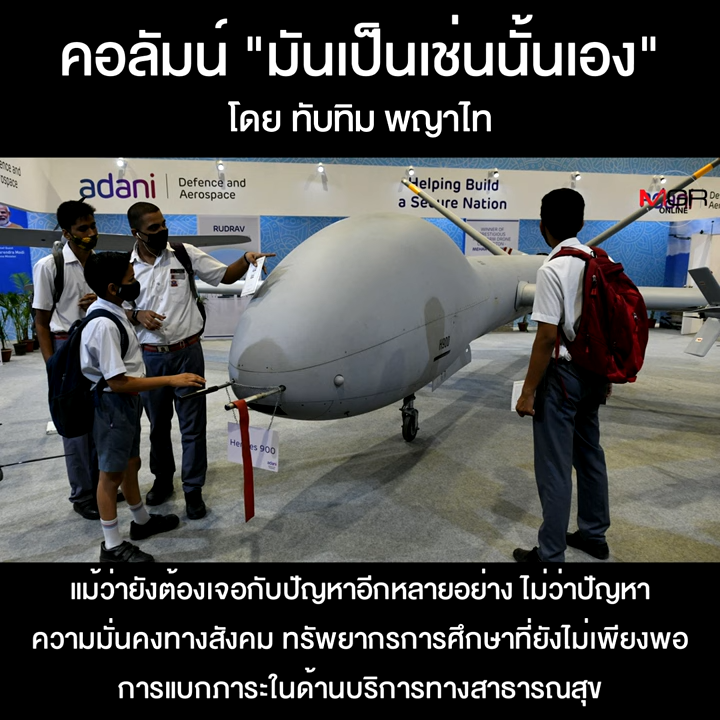 คอลัมน์ "มันเป็นเช่นนั้นเอง"
โดย ทับทิม พญาไท
adani
Defence and
Aerospace
Helping Build
a Secure Nation
MGR
ONLINE
RUDRAV
WINNER OF
H900
Hermes 900
adani
แม้ว่ายังต้องเจอกับปัญหาอีกหลายอย่าง ไม่ว่าปัญหา
ความมั่นคงทางสังคม ทรัพยากรการศึกษาที่ยังไม่เพียงพอ
การแบกภาระในด้านบริการทางสาธารณสุข